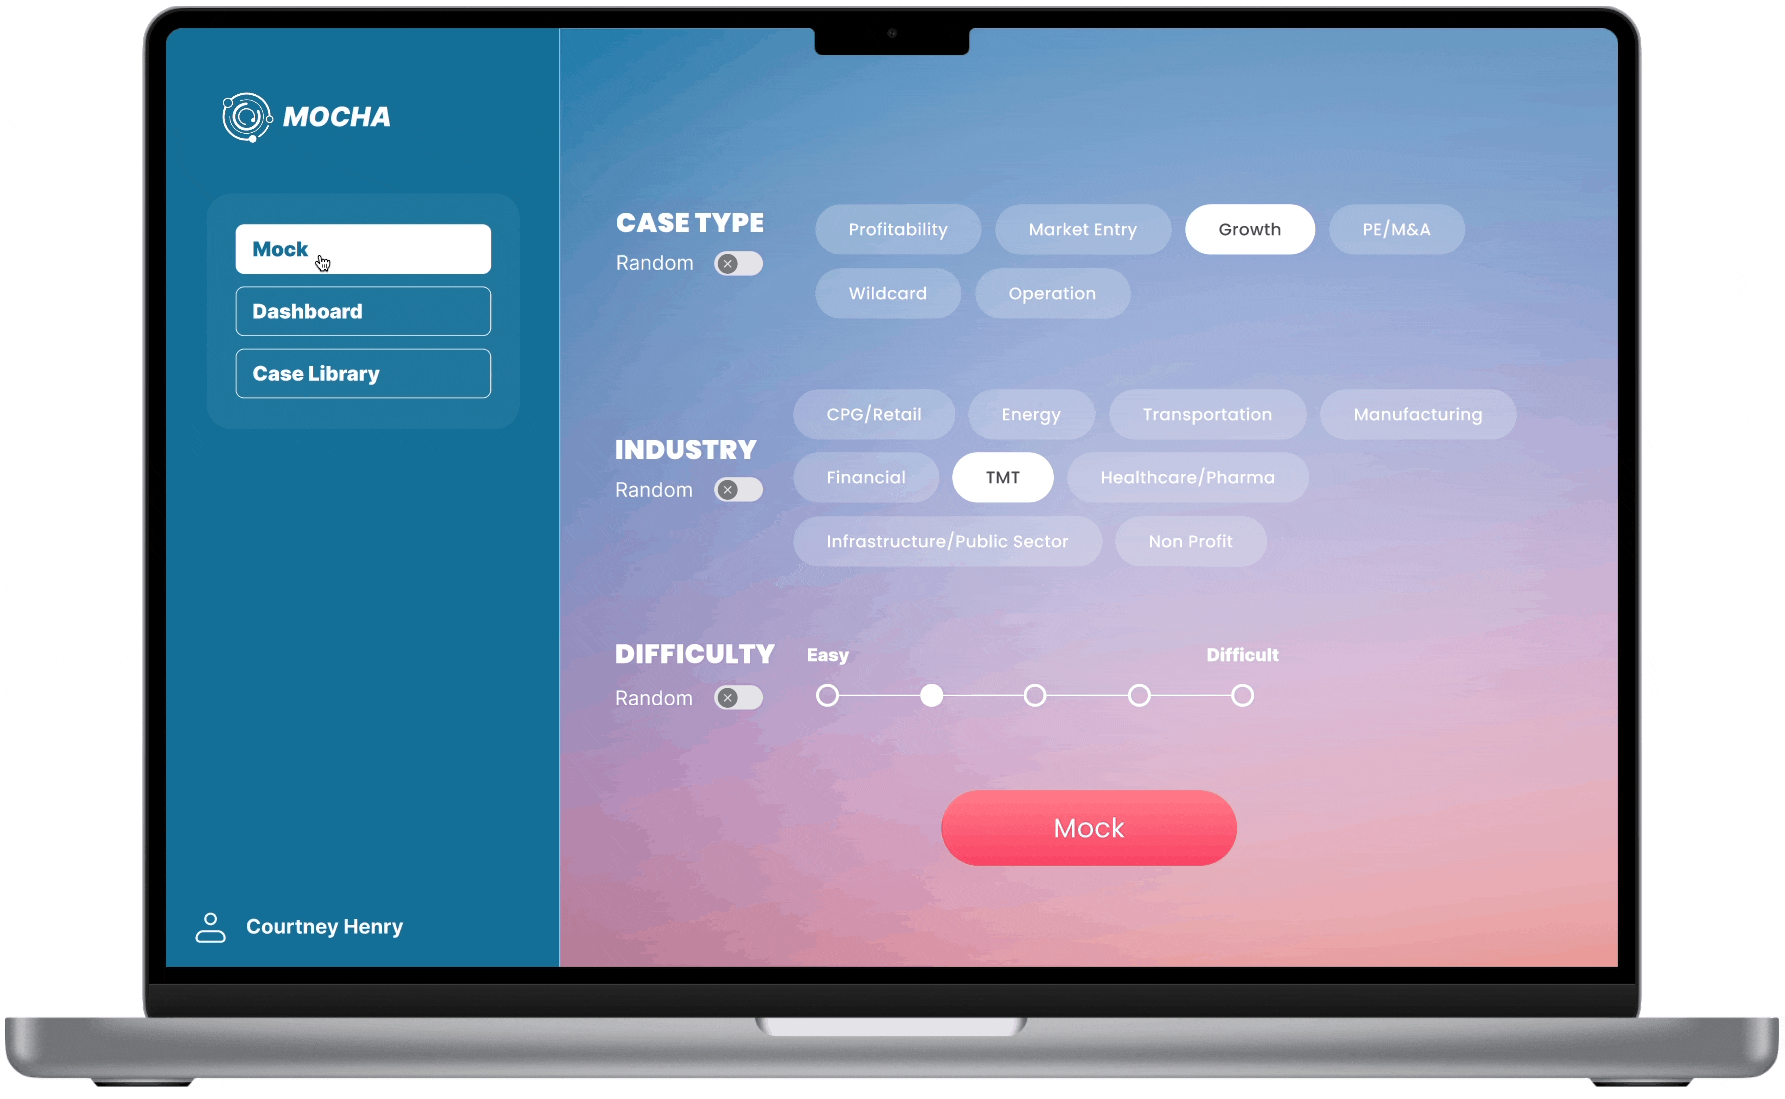 MOCHA
Mock
Dashboard
Case Library
Courtney Henry
CASE TYPE
Random
Profitability
Market Entry
Growth
PE/M&A
Wildcard
Operation
INDUSTRY
Random
CPG/Retail
Energy
Transportation
Manufacturing
Financial
TMT
Healthcare/Pharma
Infrastructure/Public Sector
Non Profit
DIFFICULTY
Random
Easy
Difficult
Mock